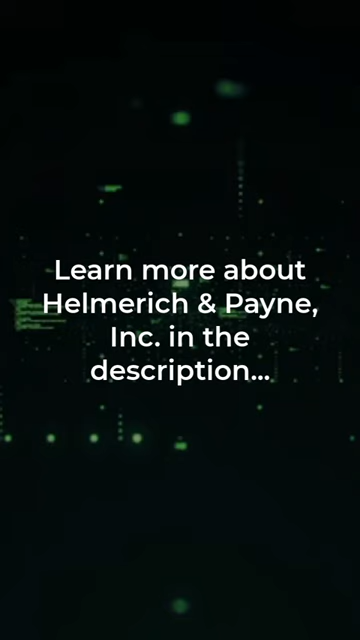 Learn more about
Helmerich & Payne,
Inc. in the
description...